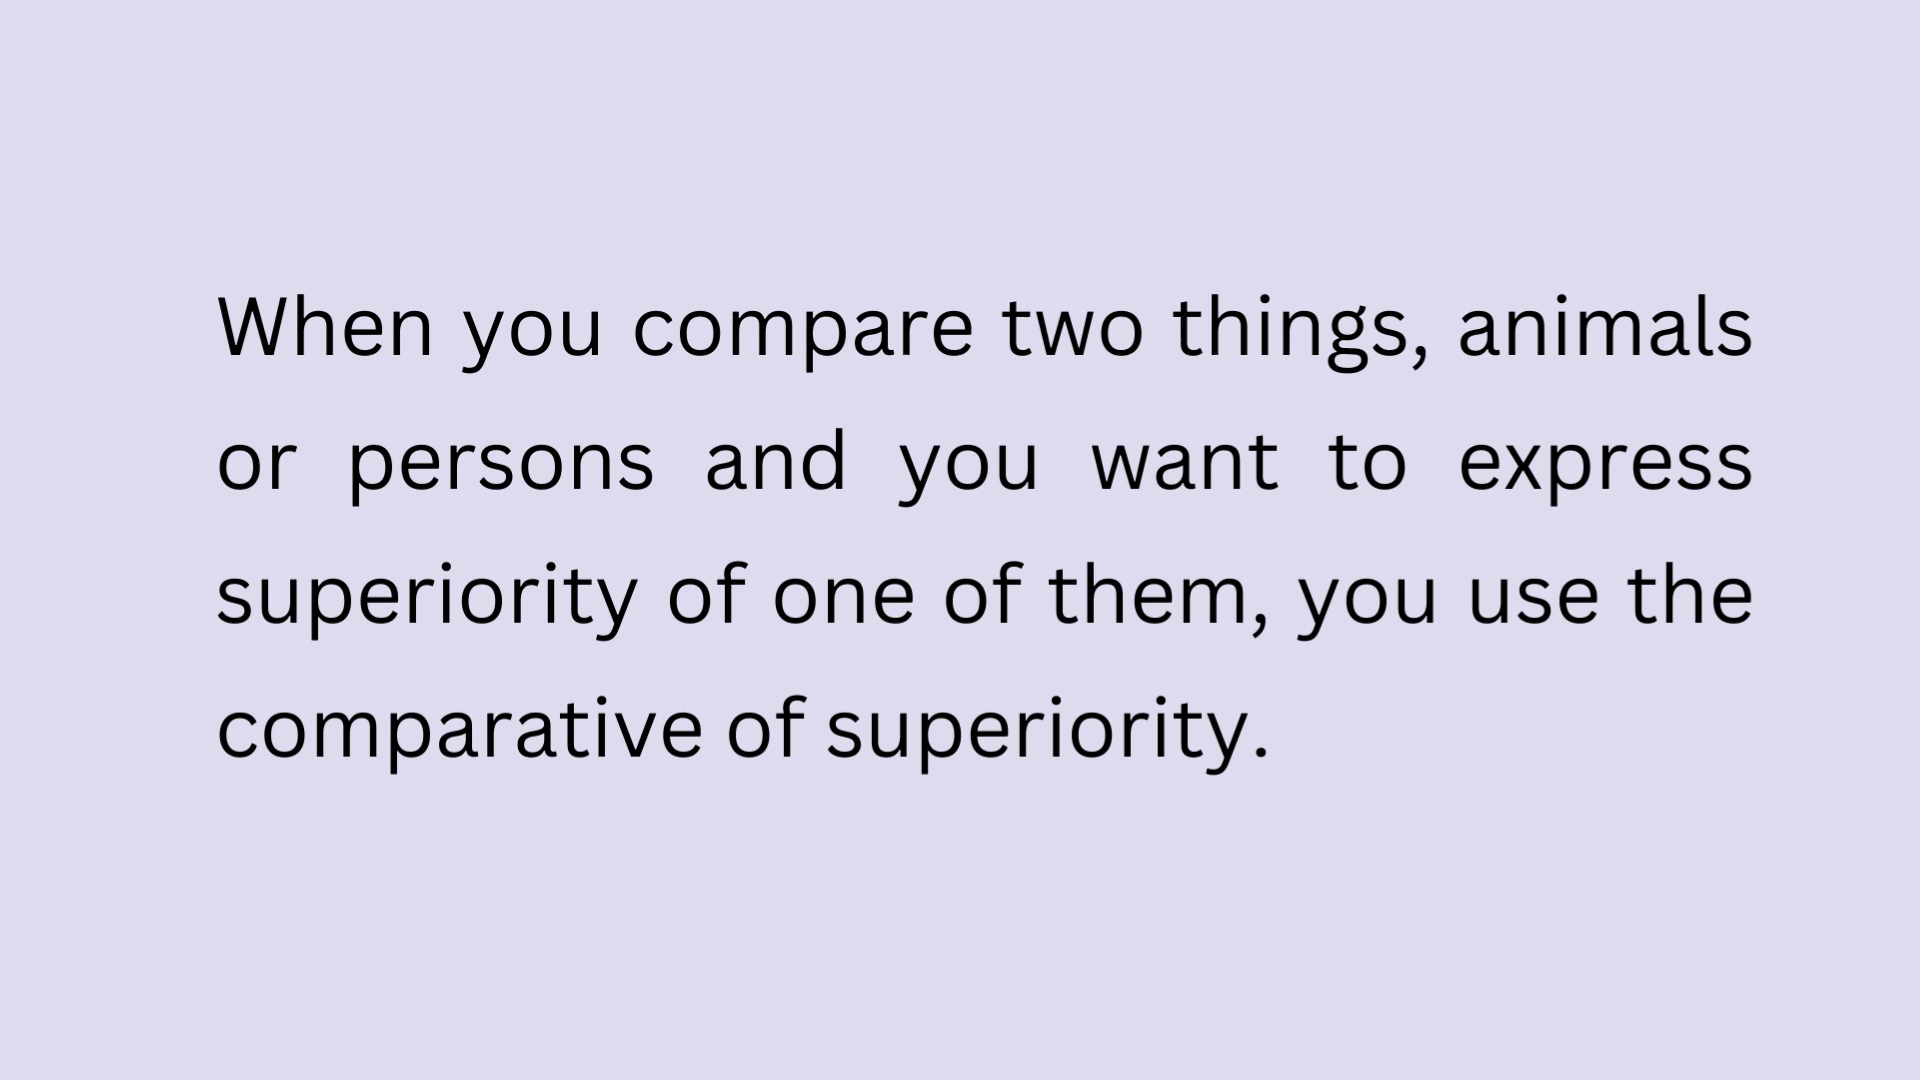 When you compare two things, animals
or persons and you want to express
superiority of one of them, you use the
comparative of superiority.